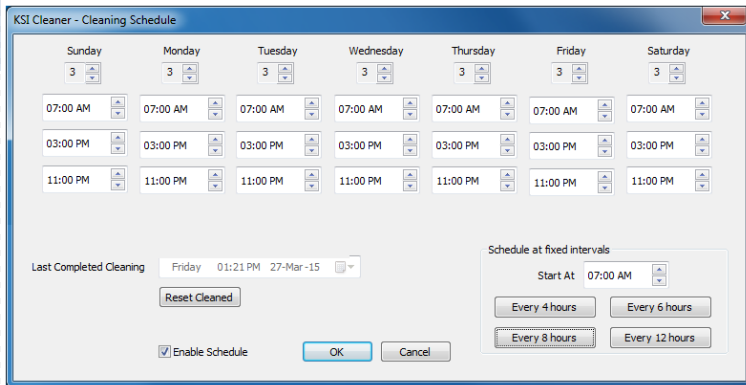 KSI Cleaner - Cleaning Schedule
Sunday Monday Tuesday Wednesday Thursday Friday Saturday
3 3 3 3 3 3 3
07:00 AM 07:00 AM 07:00 AM 07:00 AM 07:00 AM 07:00 AM 07:00 AM
03:00 PM 03:00 PM 03:00 PM 03:00 PM 03:00 PM 03:00 PM 03:00 PM
11:00 PM 11:00 PM 11:00 PM 11:00 PM 11:00 PM 11:00 PM 11:00 PM
Last Completed Cleaning Friday 01:21 PM 27-Mar-15
Reset Cleaned
Enable Schedule
OK Cancel
Schedule at fixed intervals
Start At 07:00 AM
Every 4 hours Every 6 hours
Every 8 hours Every 12 hours